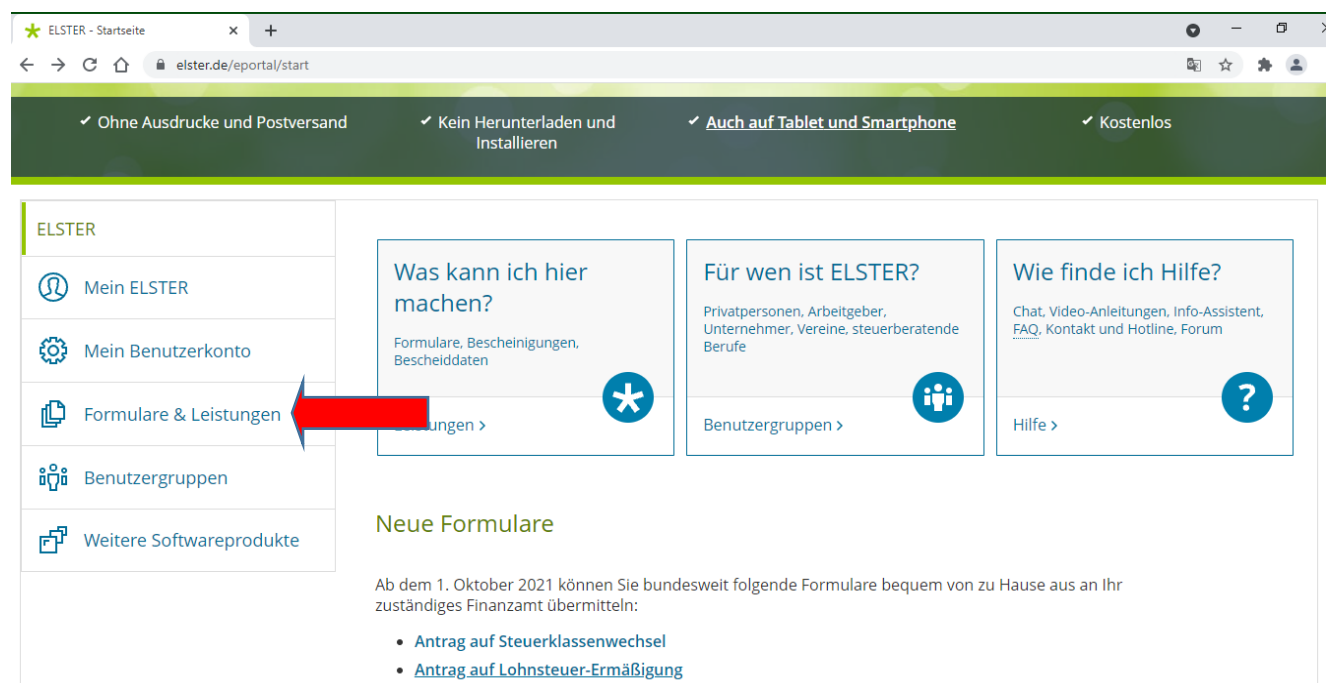 ELSTER - Startseite
elster.de/eportal/start
✓ Ohne Ausdrucke und Postversand
✓ Kein Herunterladen und
Installieren
✓ Auch auf Tablet und Smartphone
✓ Kostenlos
ELSTER
Mein ELSTER
Mein Benutzerkonto
Formulare & Leistungen
Benutzergruppen
Weitere Softwareprodukte
Was kann ich hier
machen?
Formulare, Bescheinigungen,
Bescheiddaten
Für wen ist ELSTER?
Privatpersonen, Arbeitgeber,
Unternehmer, Vereine, steuerberatende
Berufe
Benutzergruppen >
Wie finde ich Hilfe?
Chat, Video-Anleitungen, Info-Assistent,
FAQ, Kontakt und Hotline, Forum
?
Hilfe >
Neue Formulare
Ab dem 1. Oktober 2021 können Sie bundesweit folgende Formulare bequem von zu Hause aus an Ihr
zuständiges Finanzamt übermitteln:
• Antrag auf Steuerklassenwechsel
• Antrag auf Lohnsteuer-Ermäßigung